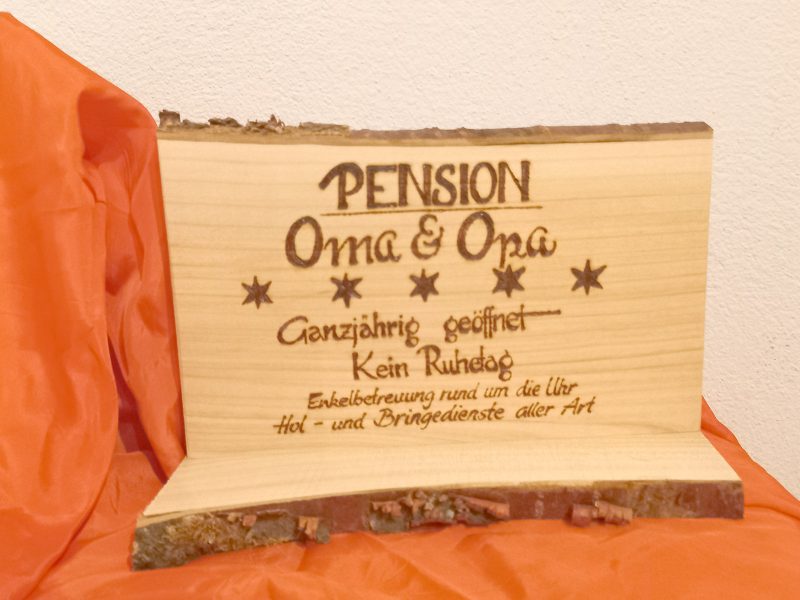 PENSION
Oma & Opa
Ganzjährig geöffnet
Kein Ruhetag
Enkelbetreuung rund um die Uhr
Hol - und Bringedienste aller Art